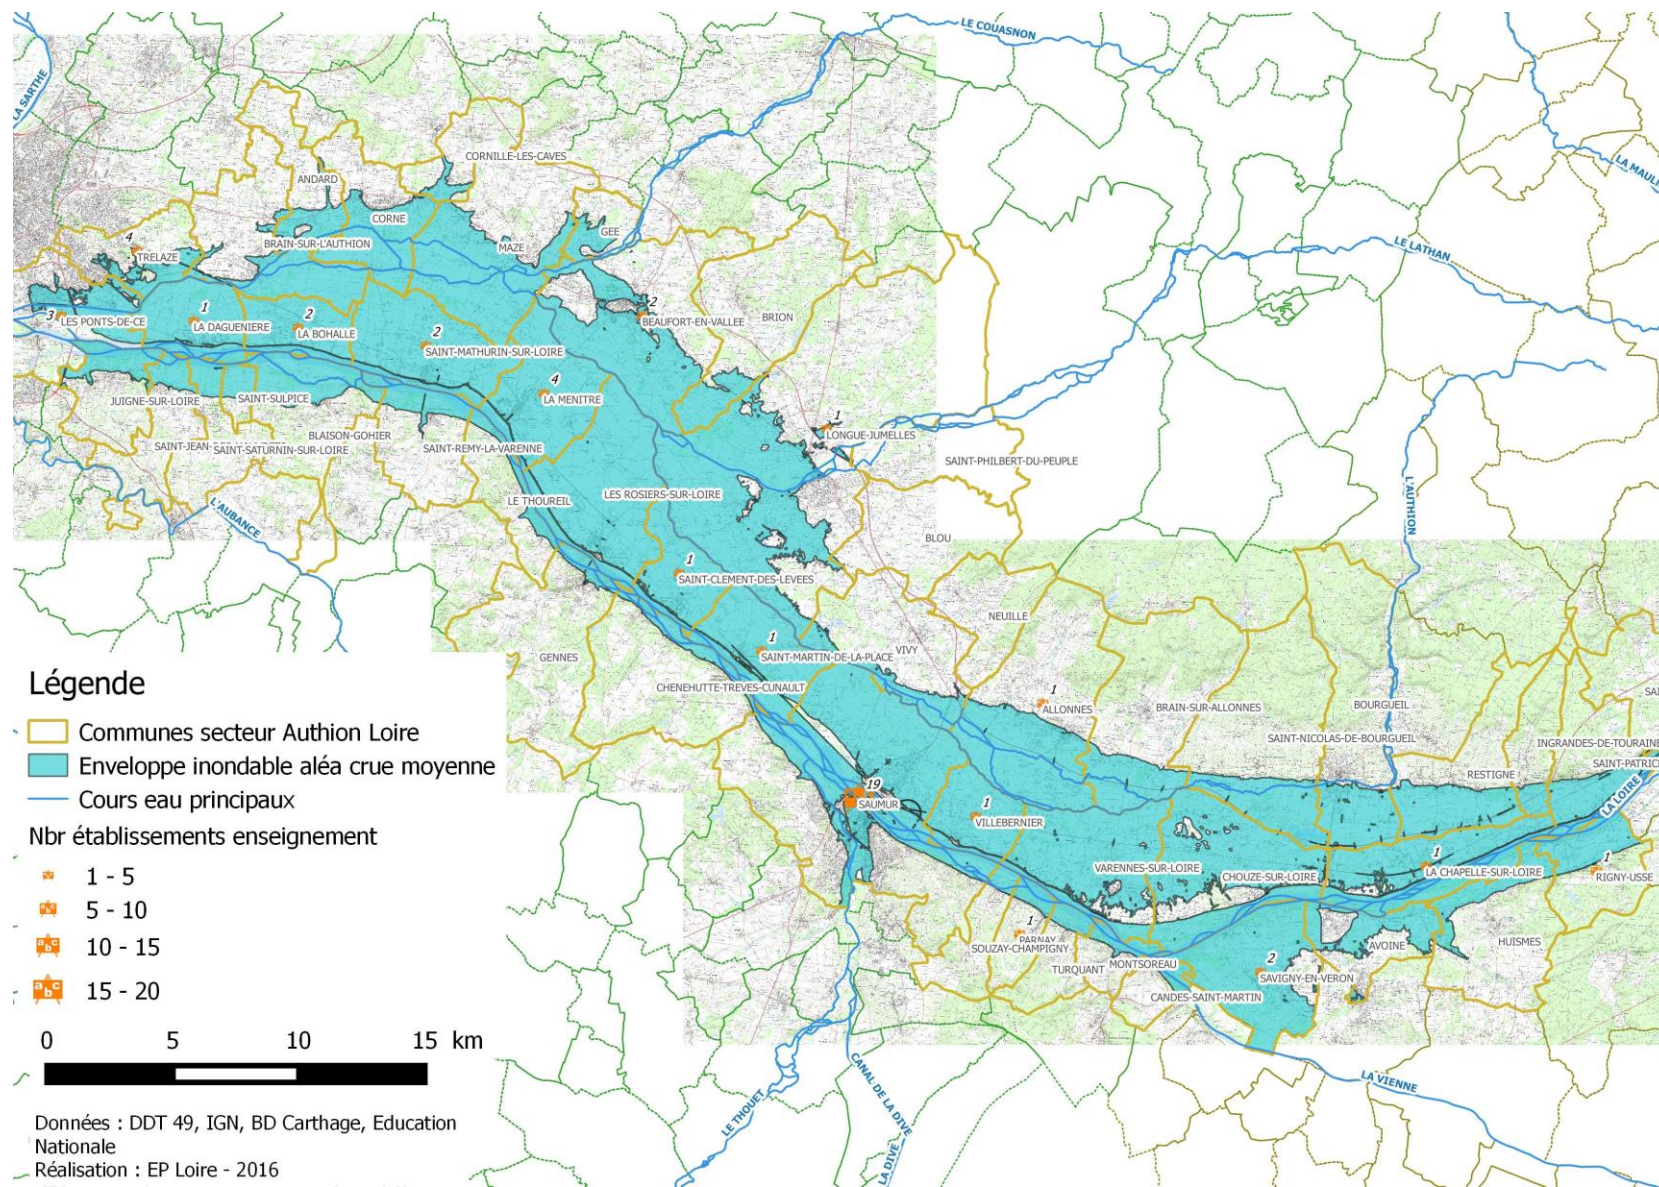 LE COUASNON
LA SARTHE
CORNILLE-LES-CAVES
LA MAULI
ANDARD
CORNE
GEE
BRAIN-SUR-L'AUTHION
MAZE
4
TRELAZE
LE LATHAN
1
2
2
3
LES PONTS-DE-CE
LA DAGUENIERE
2
BEAUFORT-EN-VALLEE
BRION
LA BOHALLE
2
SAINT-MATHURIN-SUR-LOIRE
4
LA MENITRE
JUIGNE-SUR-LOIRE
SAINT-SULPICE
1
LONGUE-JUMELLES
BLAISON-GOHIER
SAINT-JEAN-
SAINT-SATURNIN-SUR-LOIRE
SAINT-REMY-LA-VARENNE
SAINT-PHILBERT-DU-PEUPLE
LES ROSIERS-SUR-LOIRE
LE THOUREIL
L'AUBANCE
L'AUTHION
BLOU
1
SAINT-CLEMENT-DES-LEVEES
NEUILLE
1
SAINT-MARTIN-DE-LA-PLACE
VIVY
GENNES
CHENEHUTTE-TREVES-CUNAULT
1
ALLONNES
BRAIN-SUR-ALLONNES
BOURGUEIL
SAINT-NICOLAS-DE-BOURGUEIL
SA
INGRANDES-DE-TOURAINE
SAINT-PATRIC
RESTIGNE
LA LOIRE
19
SAUMUR
1
VILLEBERNIER
VARENNES-SUR-LOIRE
CHOUZE-SUR-LOIRE
1
LA CHAPELLE-SUR-LOIRE
1
RIGNY-USSE
1
PARNAY
SOUZAY-CHAMPIGNY
TURQUANT
MONTSOREAU
AVOINE
HUISMES
2
SAVIGNY-EN-VERON
CANDES-SAINT-MARTIN
LA VIENNE
LE THOUET
CANAL DE LA DIVE
LA DIVE
Légende
Communes secteur Authion Loire
Enveloppe inondable aléa crue moyenne
Cours eau principaux
Nbr établissements enseignement
1 - 5
5 - 10
abc 10 - 15
abc 15 - 20
0 5 10 15 km
Données : DDT 49, IGN, BD Carthage, Education
Nationale
Réalisation : EP Loire - 2016